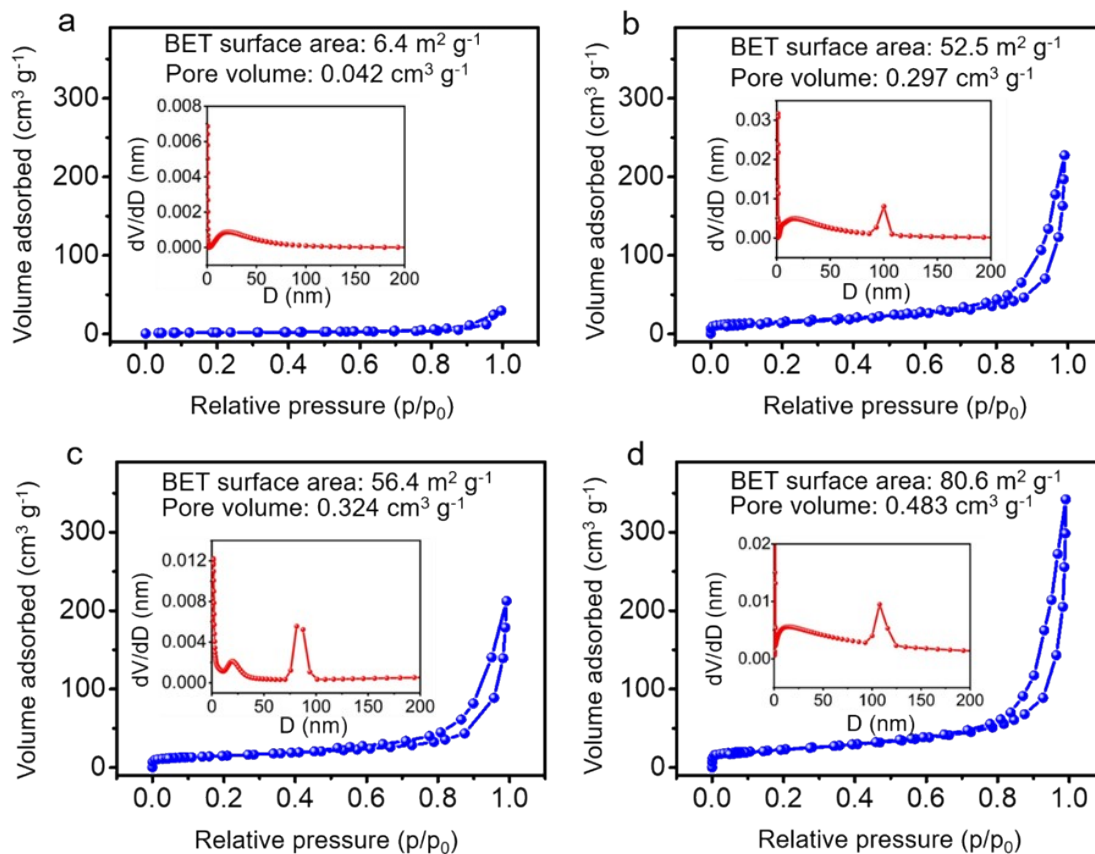 a
BET surface area: 6.4 m² g⁻¹
Pore volume: 0.042 cm³ g⁻¹
Volume adsorbed (cm³ g⁻¹)
300
200
100
0
0.008
0.006
0.004
0.002
0.000
dV/dD (nm)
0 50 100 150 200
D (nm)
0.0 0.2 0.4 0.6 0.8 1.0
Relative pressure (p/p₀)
b
BET surface area: 52.5 m² g⁻¹
Pore volume: 0.297 cm³ g⁻¹
Volume adsorbed (cm³ g⁻¹)
300
200
100
0
0.03
0.02
0.01
0.00
dV/dD (nm)
0 50 100 150 200
D (nm)
0.0 0.2 0.4 0.6 0.8 1.0
Relative pressure (p/p₀)
c
BET surface area: 56.4 m² g⁻¹
Pore volume: 0.324 cm³ g⁻¹
Volume adsorbed (cm³ g⁻¹)
300
200
100
0
0.012
0.008
0.004
0.000
dV/dD (nm)
0 50 100 150 200
D (nm)
0.0 0.2 0.4 0.6 0.8 1.0
Relative pressure (p/p₀)
d
BET surface area: 80.6 m² g⁻¹
Pore volume: 0.483 cm³ g⁻¹
Volume adsorbed (cm³ g⁻¹)
300
200
100
0
0.02
0.01
0.00
dV/dD (nm)
0 50 100 150 200
D (nm)
0.0 0.2 0.4 0.6 0.8 1.0
Relative pressure (p/p₀)